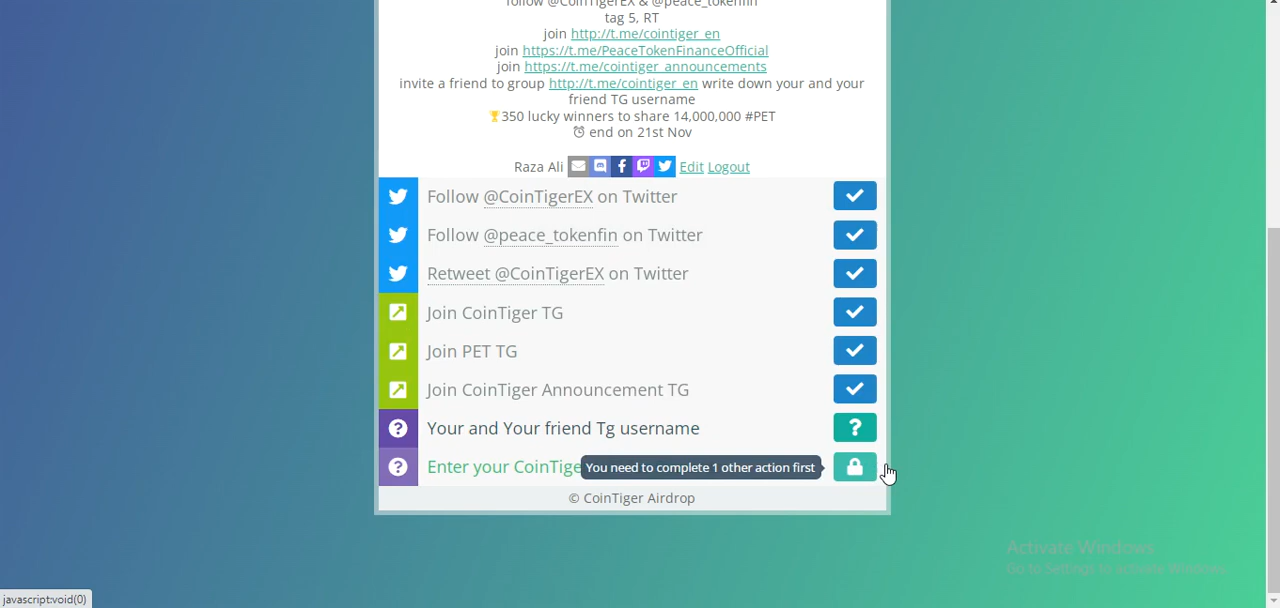 follow @CoinTigerEX & @peace_tokenfin
tag 5, RT
join http://t.me/cointiger_en
join https://t.me/PeaceTokenFinanceOfficial
join https://t.me/cointiger_announcements
invite a friend to group http://t.me/cointiger_en write down your and your
friend TG username
🏆350 lucky winners to share 14,000,000 #PET
⏰ end on 21st Nov
Raza Ali Edit Logout
Follow @CoinTigerEX on Twitter
Follow @peace_tokenfin on Twitter
Retweet @CoinTigerEX on Twitter
Join CoinTiger TG
Join PET TG
Join CoinTiger Announcement TG
Your and Your friend Tg username ?
Enter your CoinTige You need to complete 1 other action first
© CoinTiger Airdrop
Activate Windows
Go to Settings to activate Windows.
javascript:void(0)